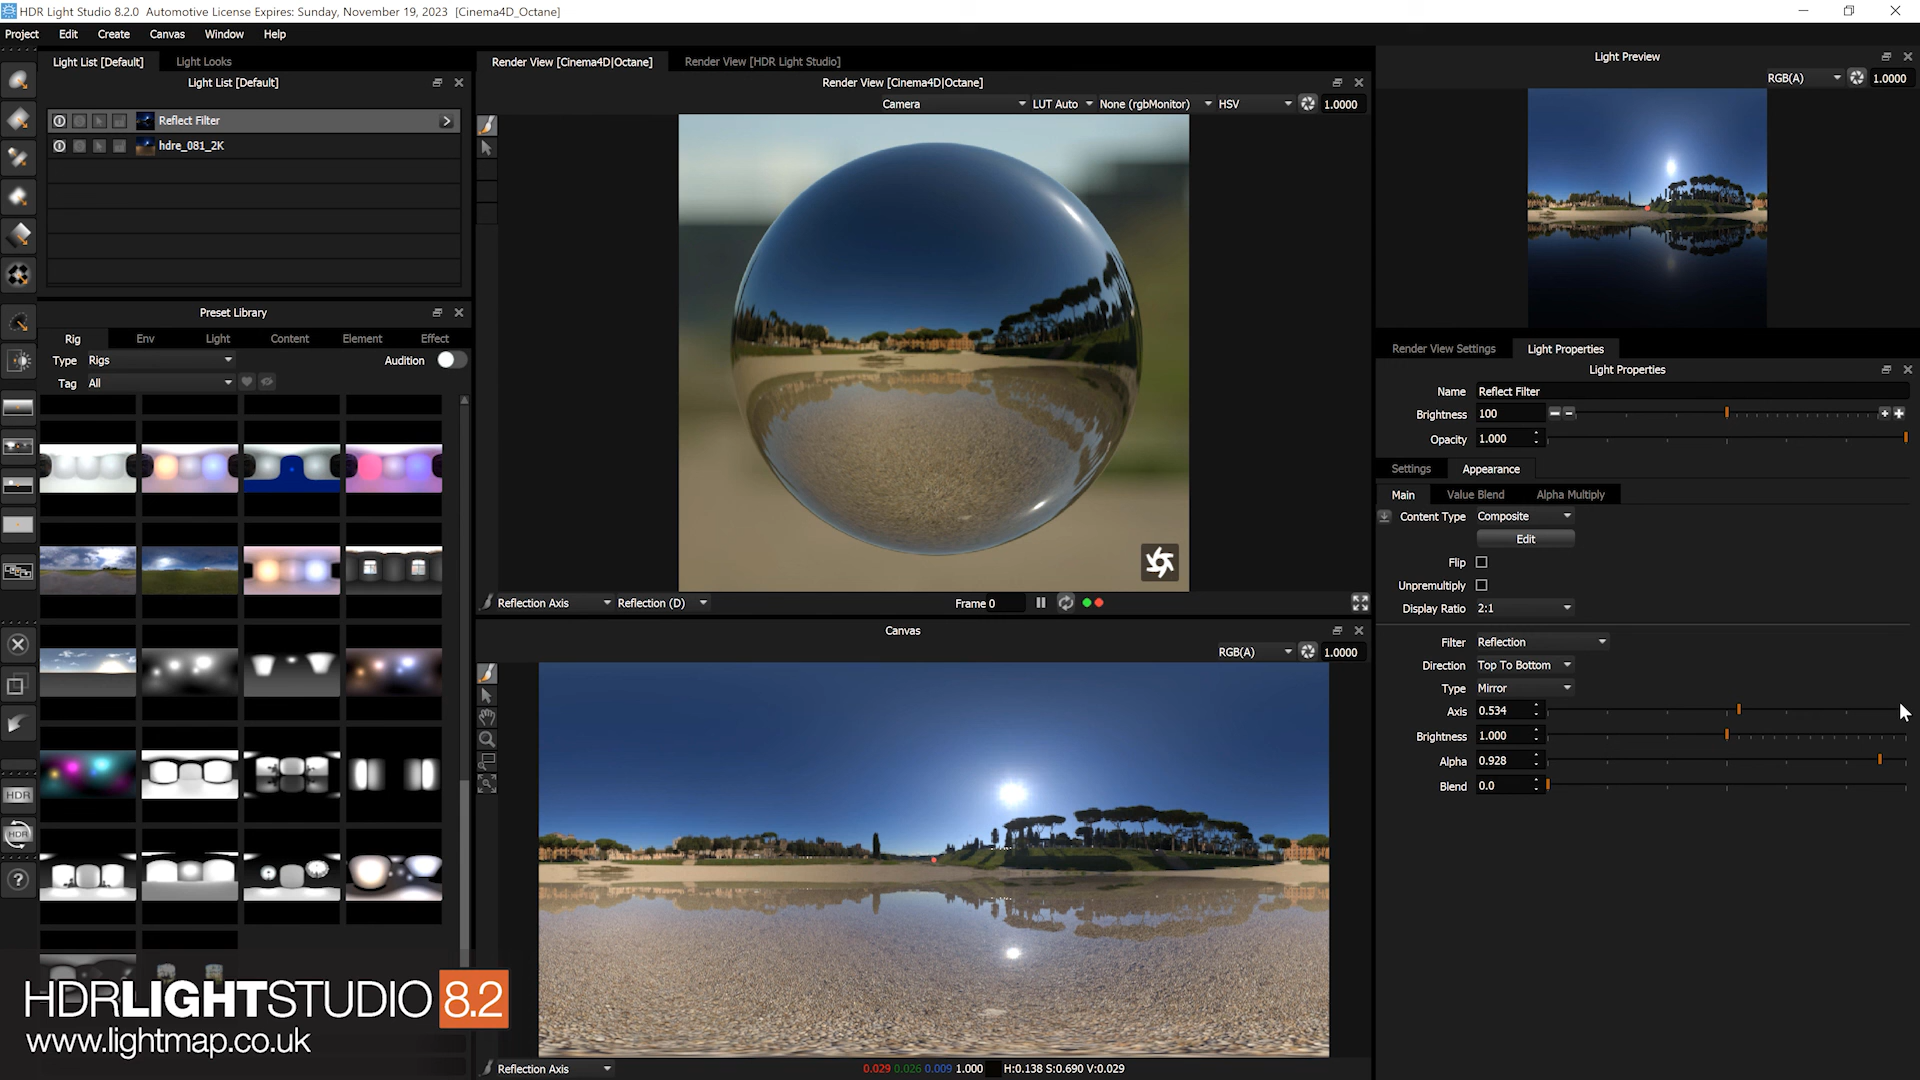 HDR Light Studio 8.2.0  Automotive License Expires: Sunday, November 19, 2023  [Cinema4D_Octane]
Project Edit Create Canvas Window Help
Light List [Default] Light Looks
Light List [Default]
Reflect Filter
hdre_081_2K
Preset Library
Rig Env Light Content Element Effect
Type Rigs Audition
Tag All
HDR
HDR
?
HDRLIGHTSTUDIO 8.2
www.lightmap.co.uk
Render View [Cinema4D|Octane] Render View [HDR Light Studio]
Render View [Cinema4D|Octane]
Camera LUT Auto None (rgbMonitor) HSV 1.0000
Reflection Axis Reflection (D) Frame 0
Canvas
RGB(A) 1.0000
Reflection Axis 0.029 0.026 0.009 1.000 H:0.138 S:0.690 V:0.029
Light Preview
RGB(A) 1.0000
Render View Settings Light Properties
Light Properties
Name Reflect Filter
Brightness 100
Opacity 1.000
Settings Appearance
Main Value Blend Alpha Multiply
Content Type Composite
Edit
Flip
Unpremultiply
Display Ratio 2:1
Filter Reflection
Direction Top To Bottom
Type Mirror
Axis 0.534
Brightness 1.000
Alpha 0.928
Blend 0.0